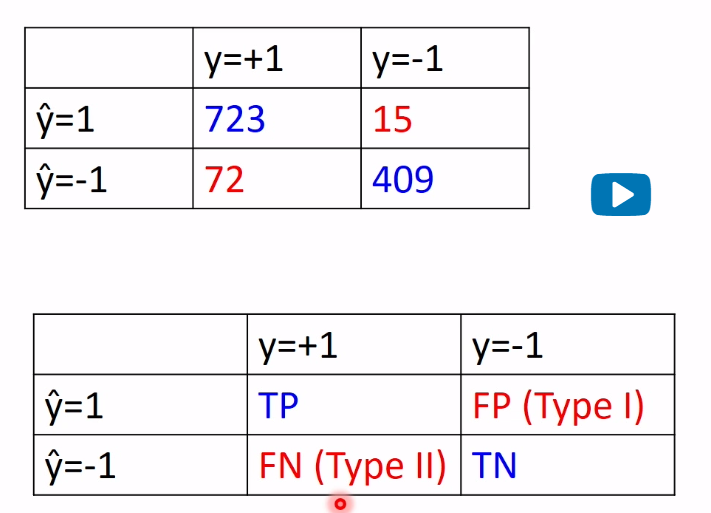 y=+1 y=-1
ŷ=1 723 15
ŷ=-1 72 409
y=+1 y=-1
ŷ=1 TP FP (Type I)
ŷ=-1 FN (Type II) TN